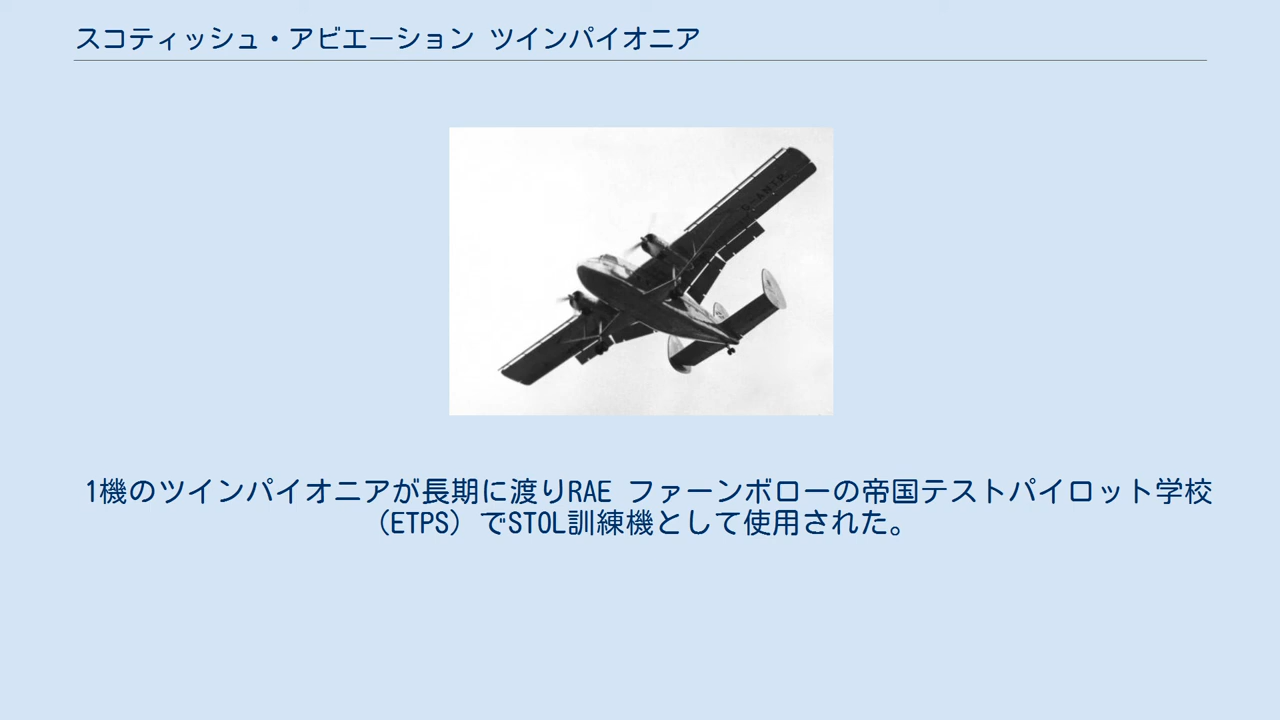 スコティッシュ・アビエーション ツインパイオニア
1機のツインパイオニアが長期に渡りRAE ファーンボローの帝国テストパイロット学校
（ETPS）でSTOL訓練機として使用された。